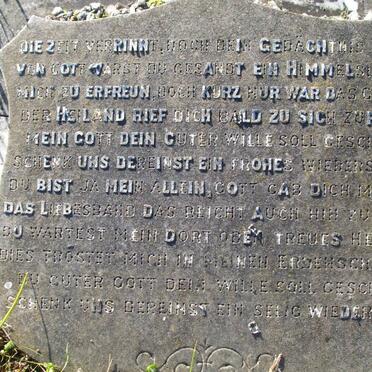 DIE ZEIT VERRINNT, DOCH DEIN GEDÄCHTNIS
VON GOTT WARST DU GESANDT EIN HIMMELS
MICH ZU ERFREUN, DOCH KURZ NUR WAR DAS G
DER HEILAND RIEF DICH BALD ZU SICH ZUR
MEIN GOTT DEIN GUTER WILLE SOLL GESCH
SCHENK UNS DEREINST EIN FROHES WIEDERS
DU BIST JA MEIN ALLEIN, GOTT GAB DICH M
DAS LIEBESBAND DAS REICHT AUCH HIN ZU
DU WARTEST MEIN DORT OBEN TREUES HE
DIES TRÖSTET MICH IN MEINEN ERDENSCH
DU GUTER GOTT DEIN WILLE SOLL GESC
SCHENK UNS DEREINST EIN SELIG WIEDER